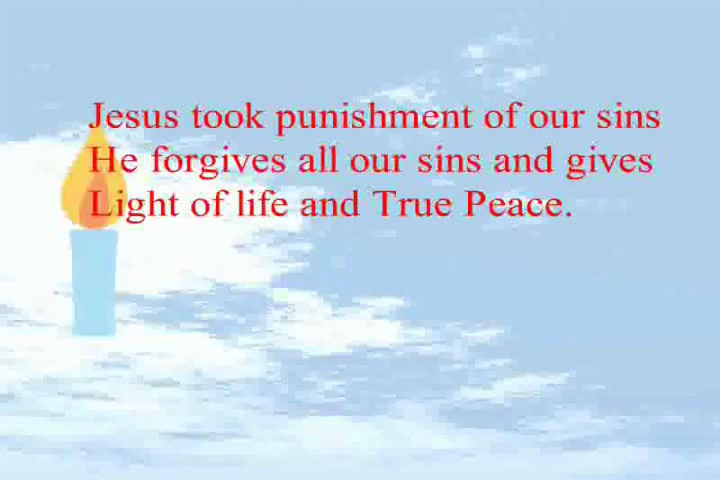 Jesus took punishment of our sins
He forgives all our sins and gives
Light of life and True Peace.